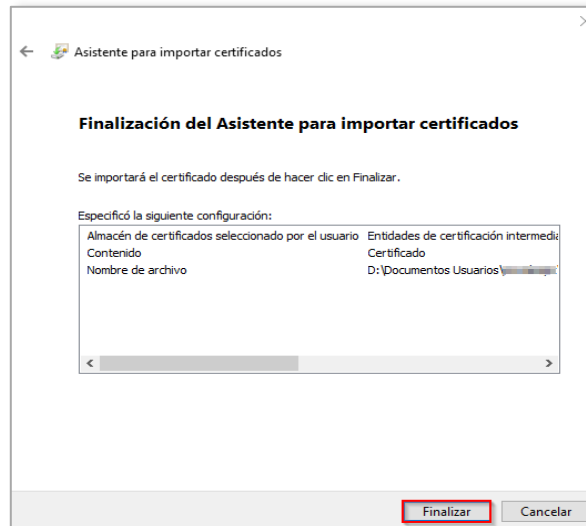 Asistente para importar certificados
Finalización del Asistente para importar certificados
Se importará el certificado después de hacer clic en Finalizar.
Especificó la siguiente configuración:
Almacén de certificados seleccionado por el usuario Entidades de certificación intermedia
Contenido Certificado
Nombre de archivo D:\Documentos Usuarios\
Finalizar Cancelar